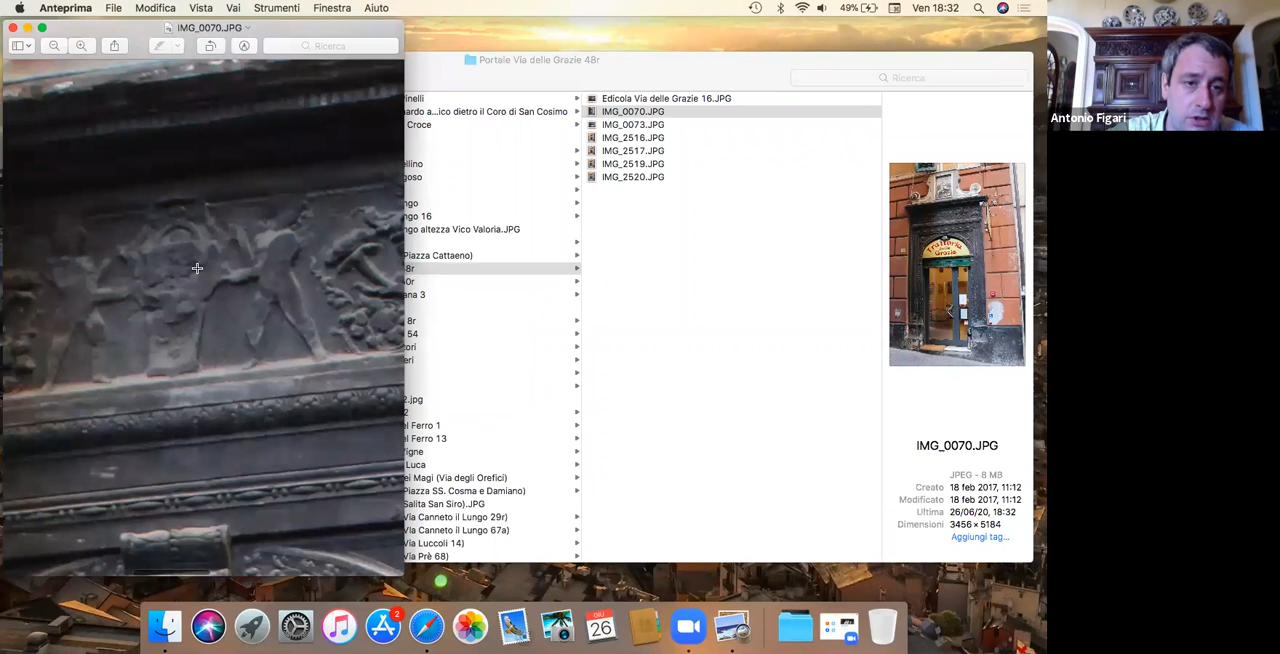 Anteprima File Modifica Vista Vai Strumenti Finestra Aiuto 49% Ven 18:32
IMG_0070.JPG
Ricerca
Portale Via delle Grazie 48r
Ricerca
inelli
ardo a...ico dietro il Coro di San Cosimo
Croce
ellino
goso
ngo
ngo 16
ngo altezza Vico Valoria.JPG
Piazza Cattaeno)
8r
0r
ana 3
8r
54
tori
eri
2.jpg
2
el Ferro 1
el Ferro 13
igne
Luca
ei Magi (Via degli Orefici)
Piazza SS. Cosma e Damiano)
Salita San Siro).JPG
Via Canneto il Lungo 29r)
Via Canneto il Lungo 67a)
Via Luccoli 14)
Via Prè 68)
Edicola Via delle Grazie 16.JPG
IMG_0070.JPG
IMG_0073.JPG
IMG_2516.JPG
IMG_2517.JPG
IMG_2519.JPG
IMG_2520.JPG
Trattoria
delle
Grazie
IMG_0070.JPG
JPEG - 8 MB
Creato 18 feb 2017, 11:12
Modificato 18 feb 2017, 11:12
Ultima 26/06/20, 18:32
Dimensioni 3456 × 5184
Aggiungi tag...
Antonio Figari
2
GIU
26